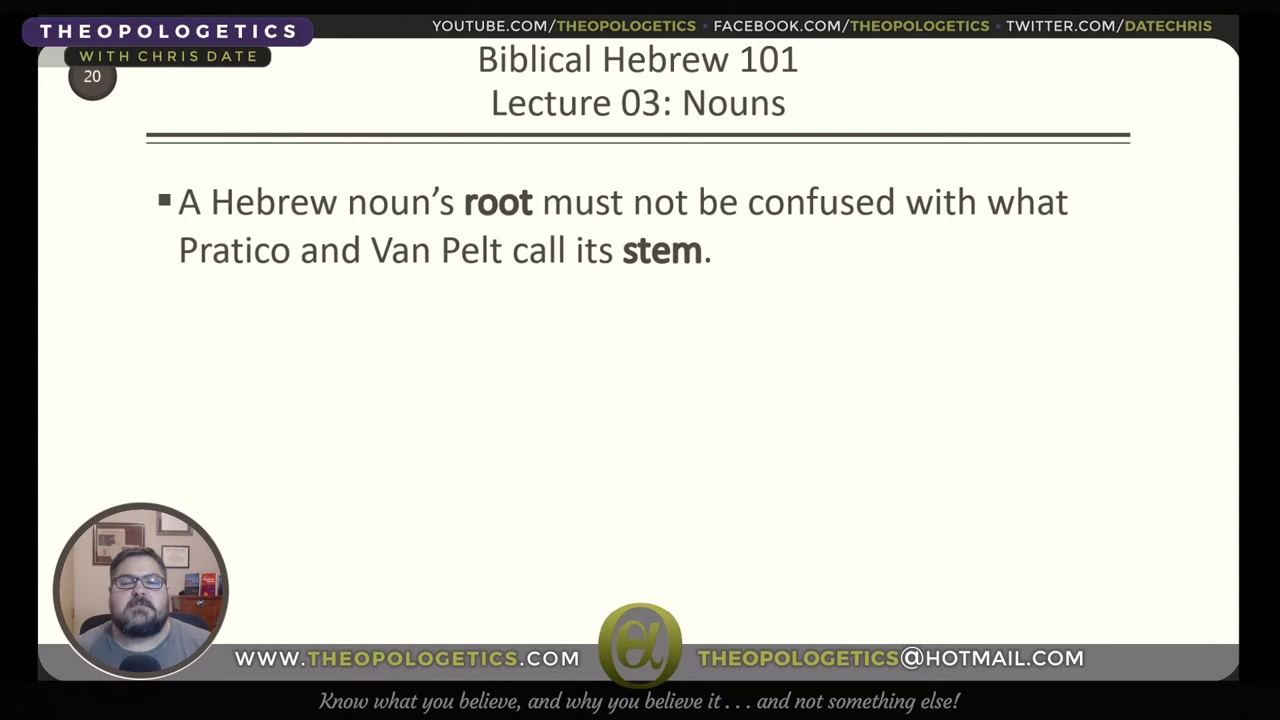 THEOPOLOGETICS
WITH CHRIS DATE
YOUTUBE.COM/THEOPOLOGETICS • FACEBOOK.COM/THEOPOLOGETICS • TWITTER.COM/DATECHRIS
20
Biblical Hebrew 101
Lecture 03: Nouns
▪ A Hebrew noun’s root must not be confused with what
Pratico and Van Pelt call its stem.
WWW.THEOPOLOGETICS.COM
THEOPOLOGETICS@HOTMAIL.COM
Know what you believe, and why you believe it . . . and not something else!